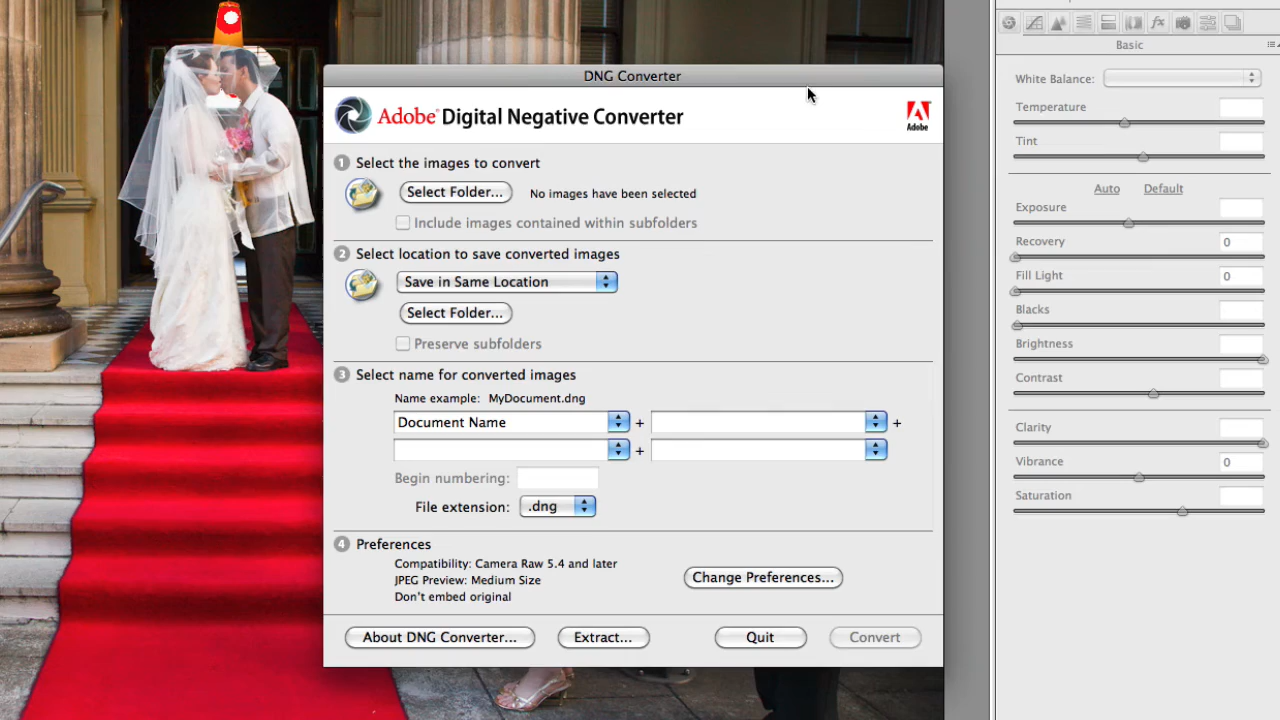 DNG Converter
Adobe® Digital Negative Converter
Adobe
1 Select the images to convert
Select Folder... No images have been selected
Include images contained within subfolders
2 Select location to save converted images
Save in Same Location
Select Folder...
Preserve subfolders
3 Select name for converted images
Name example: MyDocument.dng
Document Name + +
+
Begin numbering:
File extension: .dng
4 Preferences
Compatibility: Camera Raw 5.4 and later
JPEG Preview: Medium Size
Don't embed original
Change Preferences...
About DNG Converter... Extract... Quit Convert
fx
Basic
White Balance:
Temperature
Tint
Auto Default
Exposure
Recovery 0
Fill Light 0
Blacks
Brightness
Contrast
Clarity
Vibrance 0
Saturation